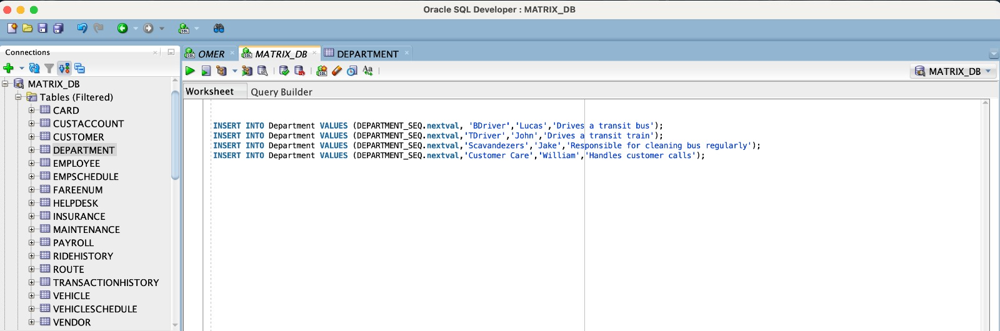 Oracle SQL Developer : MATRIX_DB
Connections
OMER
MATRIX_DB
DEPARTMENT
MATRIX_DB
Worksheet
Query Builder
MATRIX_DB
Tables (Filtered)
CARD
CUSTACCOUNT
CUSTOMER
DEPARTMENT
EMPLOYEE
EMPSCHEDULE
FAREENUM
HELPDESK
INSURANCE
MAINTENANCE
PAYROLL
RIDEHISTORY
ROUTE
TRANSACTIONHISTORY
VEHICLE
VEHICLESCHEDULE
VENDOR
INSERT INTO Department VALUES (DEPARTMENT_SEQ.nextval, 'BDriver','Lucas','Drives a transit bus');
INSERT INTO Department VALUES (DEPARTMENT_SEQ.nextval,'TDriver','John','Drives a transit train');
INSERT INTO Department VALUES (DEPARTMENT_SEQ.nextval,'Scavandezers','Jake','Responsible for cleaning bus regularly');
INSERT INTO Department VALUES (DEPARTMENT_SEQ.nextval,'Customer Care','William','Handles customer calls');